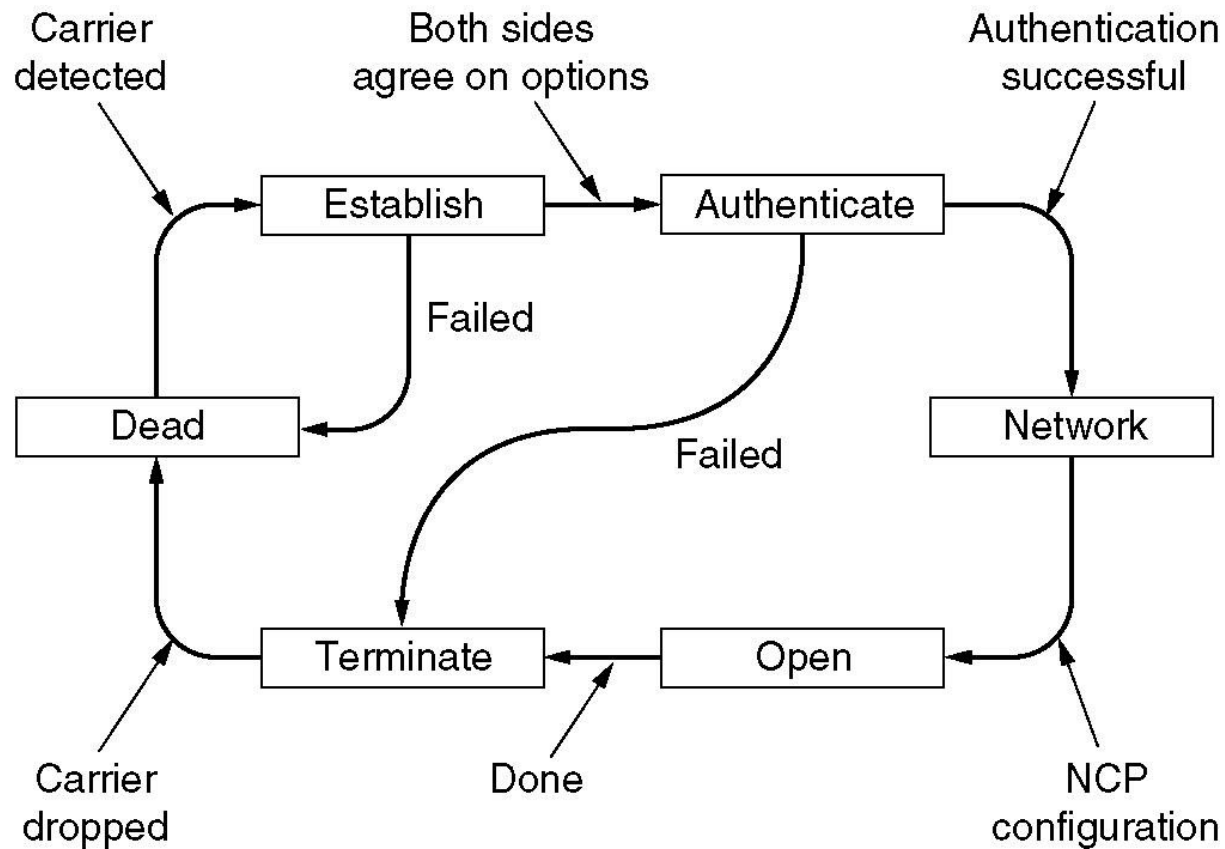 Carrier
detected
Both sides
agree on options
Authentication
successful
Establish
Authenticate
Failed
Dead
Network
Failed
Terminate
Open
Carrier
dropped
Done
NCP
configuration